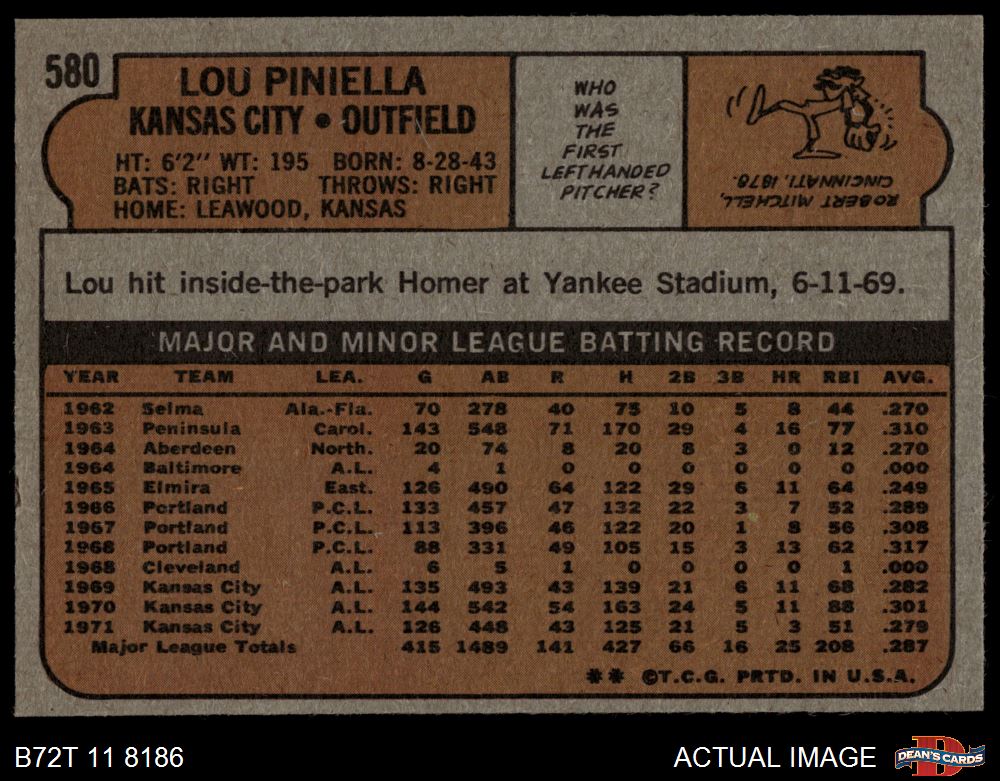 580
LOU PINIELLA
KANSAS CITY • OUTFIELD
HT: 6'2" WT: 195 BORN: 8-28-43
BATS: RIGHT THROWS: RIGHT
HOME: LEAWOOD, KANSAS
WHO
WAS
THE
FIRST
LEFTHANDED
PITCHER?
ROBERT MITCHELL,
CINCINNATI, 1878.
Lou hit inside-the-park Homer at Yankee Stadium, 6-11-69.
MAJOR AND MINOR LEAGUE BATTING RECORD
YEAR TEAM LEA. G AB R H 2B 3B HR RBI AVG.
1962 Selma Ala.-Fla. 70 278 40 75 10 5 8 44 .270
1963 Peninsula Carol. 143 548 71 170 29 4 16 77 .310
1964 Aberdeen North. 20 74 8 20 8 3 0 12 .270
1964 Baltimore A.L. 4 1 0 0 0 0 0 0 .000
1965 Elmira East. 126 490 64 122 29 6 11 64 .249
1966 Portland P.C.L. 133 457 47 132 22 3 7 52 .289
1967 Portland P.C.L. 113 396 46 122 20 1 8 56 .308
1968 Portland P.C.L. 88 331 49 105 15 3 13 62 .317
1968 Cleveland A.L. 6 5 1 0 0 0 0 1 .000
1969 Kansas City A.L. 135 493 43 139 21 6 11 68 .282
1970 Kansas City A.L. 144 542 54 163 24 5 11 88 .301
1971 Kansas City A.L. 126 448 43 125 21 5 3 51 .279
Major League Totals 415 1489 141 427 66 16 25 208 .287
** ©T.C.G. PRTD. IN U.S.A.
B72T 11 8186
ACTUAL IMAGE
D
DEAN'S CARDS